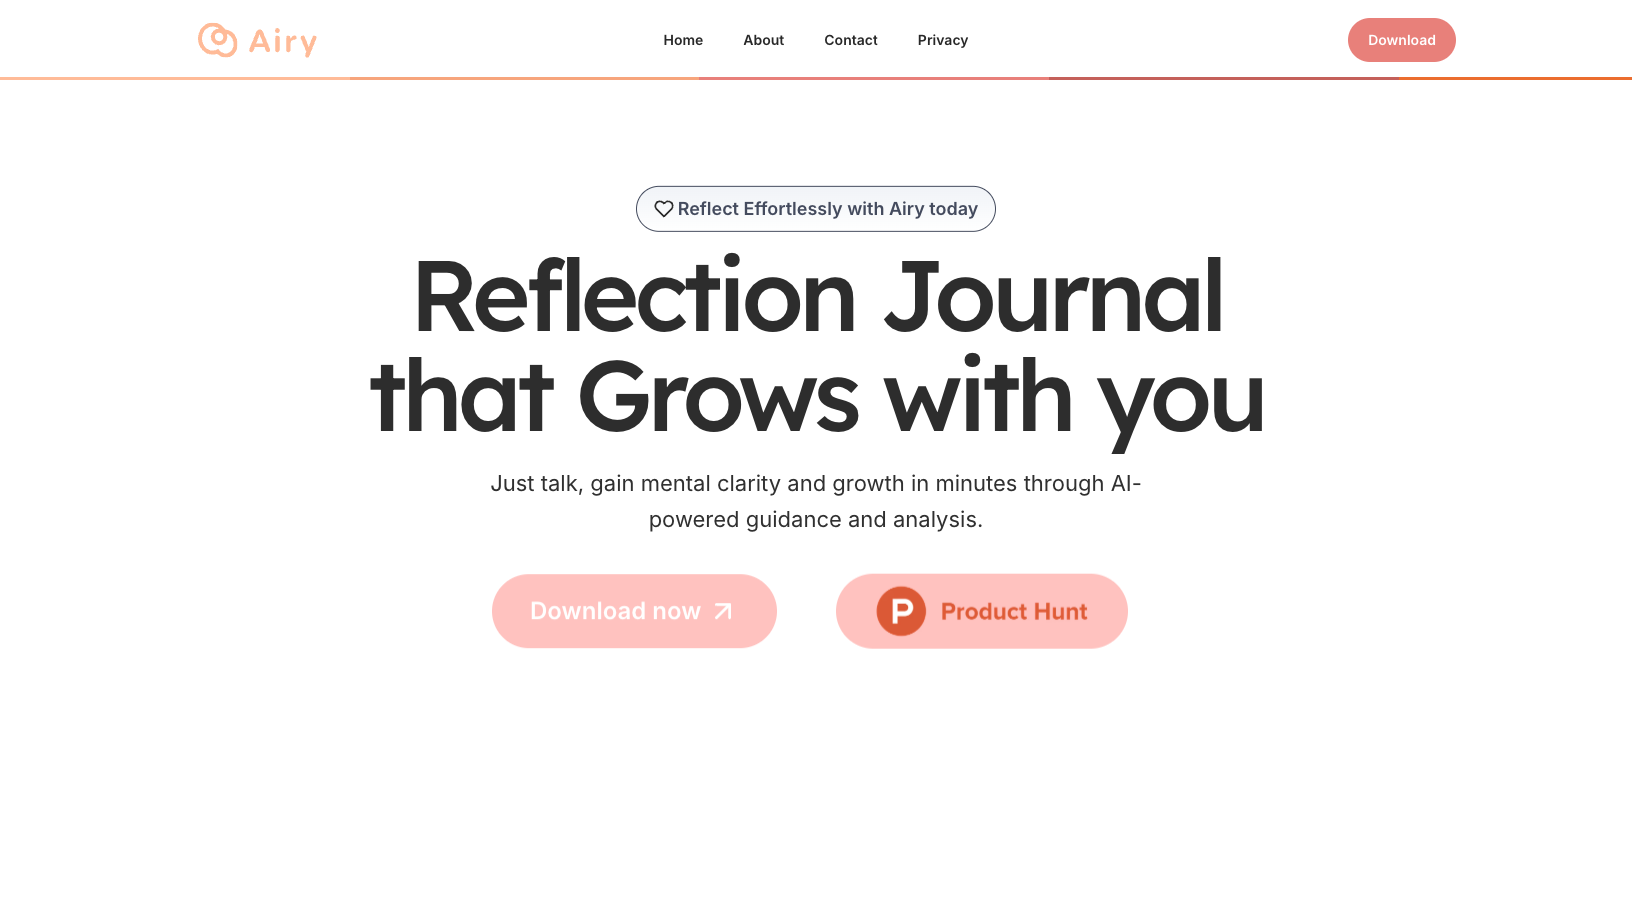 Airy
Home
About
Contact
Privacy
Download
Reflect Effortlessly with Airy today
Reflection Journal
that Grows with you
Just talk, gain mental clarity and growth in minutes through AI-
powered guidance and analysis.
Download now
P Product Hunt